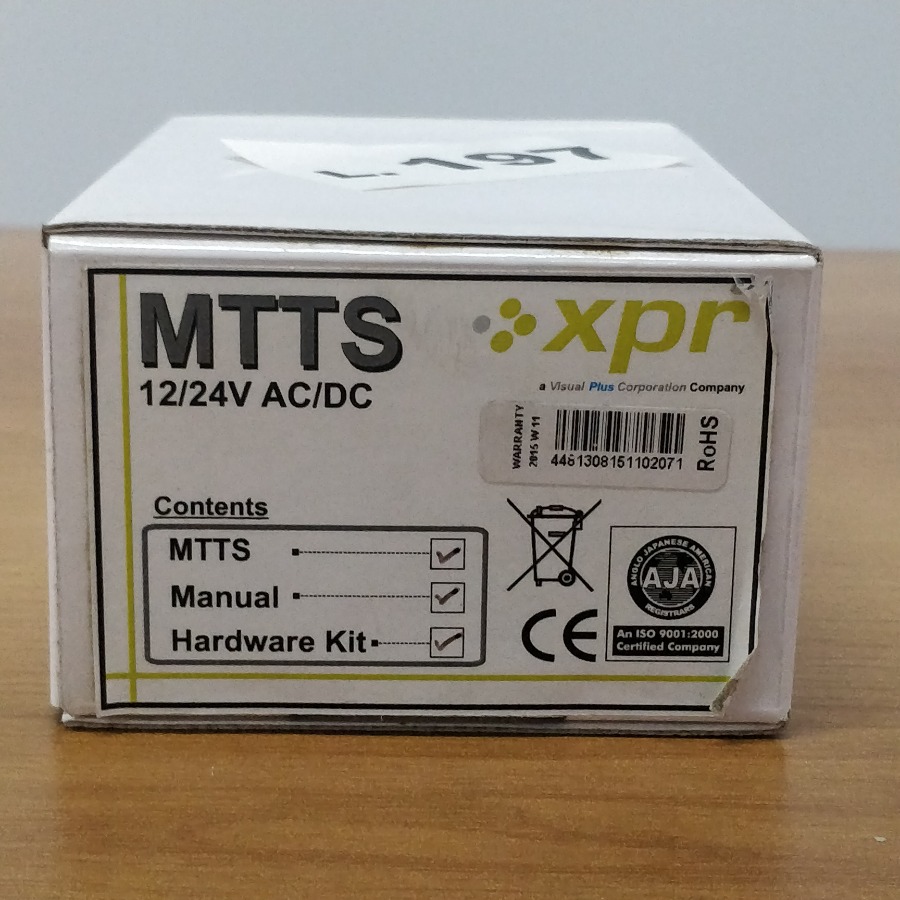 L.197
MTTS
xpr
12/24V AC/DC
a Visual Plus Corporation Company
WARRANTY
2015 W 11
4481308151102071
RoHS
Contents
MTTS
Manual
Hardware Kit
CE
ANGLO JAPANESE AMERICAN
AJA
REGISTRARS
An ISO 9001:2000
Certified Company